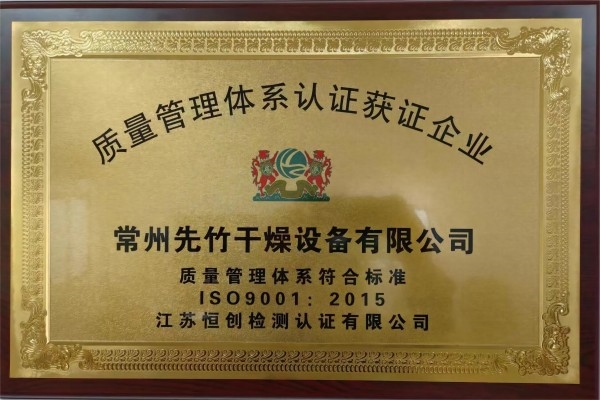 质量管理体系认证获证企业
常州先竹干燥设备有限公司
质量管理体系符合标准
ISO9001：2015
江苏恒创检测认证有限公司